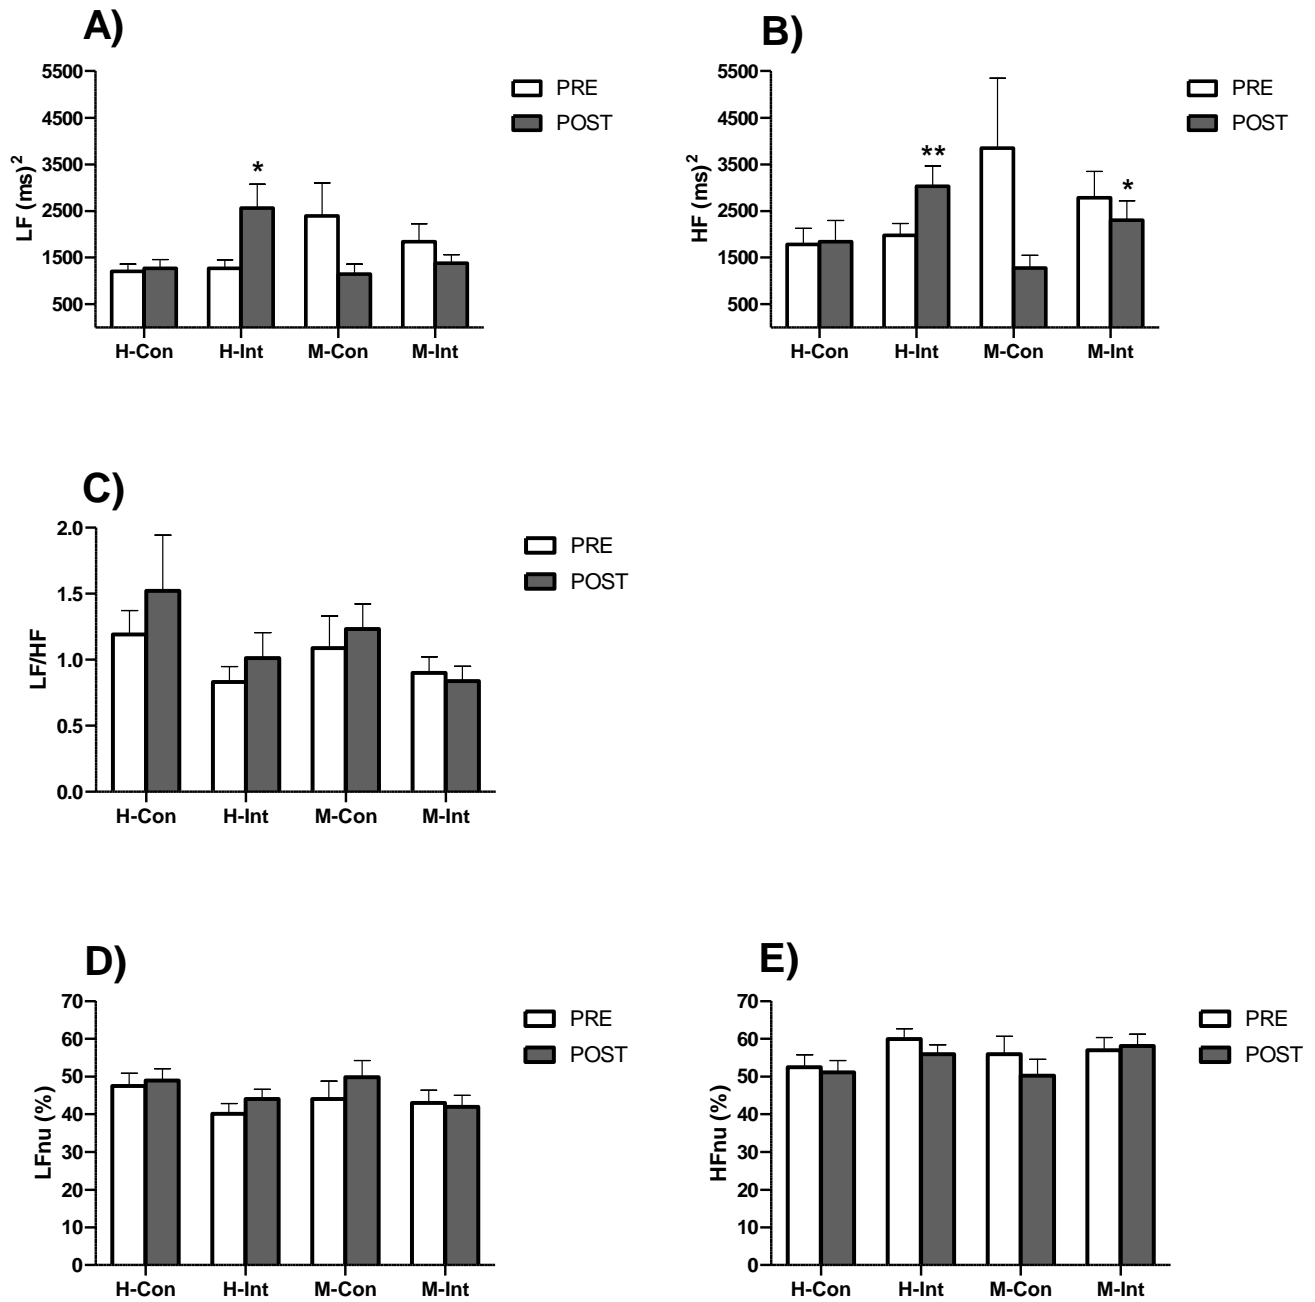 A)
5500
4500
3500
2500
1500
500
LF (ms)²
*
H-Con H-Int M-Con M-Int
PRE
POST
B)
5500
4500
3500
2500
1500
500
HF (ms)²
**
*
H-Con H-Int M-Con M-Int
PRE
POST
C)
2.0
1.5
1.0
0.5
0.0
LF/HF
H-Con H-Int M-Con M-Int
PRE
POST
D)
70
60
50
40
30
20
10
0
LFnu (%)
H-Con H-Int M-Con M-Int
PRE
POST
E)
70
60
50
40
30
20
10
0
HFnu (%)
H-Con H-Int M-Con M-Int
PRE
POST